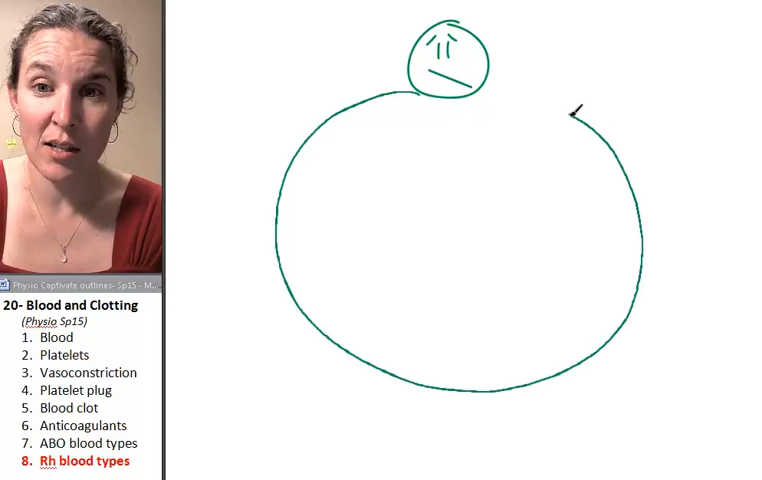 Physio Captivate outlines- Sp15 - M...
20- Blood and Clotting
(Physio Sp15)
1. Blood
2. Platelets
3. Vasoconstriction
4. Platelet plug
5. Blood clot
6. Anticoagulants
7. ABO blood types
8. Rh blood types